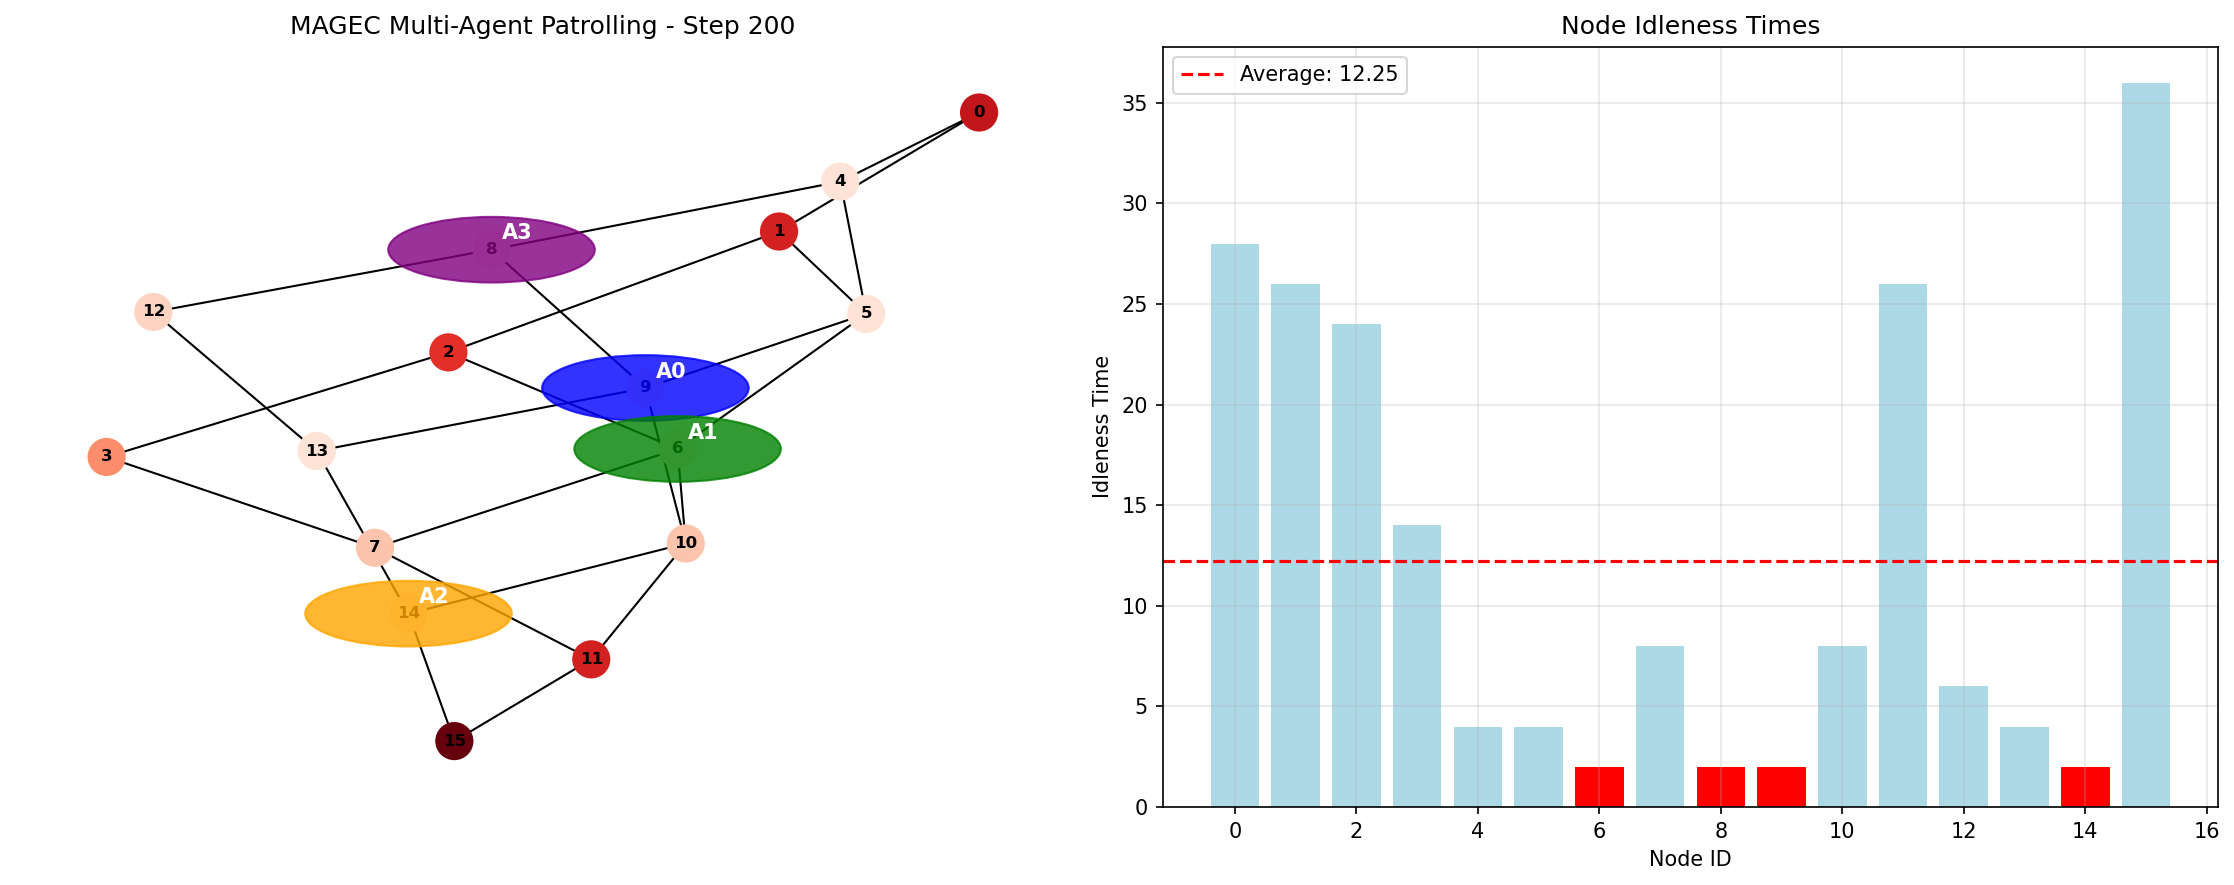 MAGEC Multi-Agent Patrolling - Step 200
0
4
1
A3
8
12
5
2
A0
9
A1
6
13
3
10
7
A2
14
11
15
Node Idleness Times
Average: 12.25
Idleness Time
35
30
25
20
15
10
5
0
0 2 4 6 8 10 12 14 16
Node ID